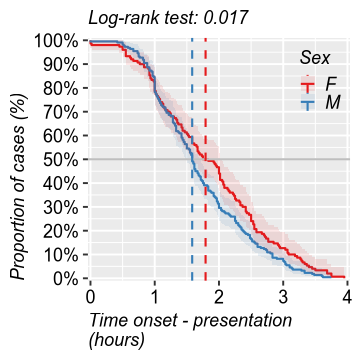 Log-rank test: 0.017
Proportion of cases (%)
100%
90%
80%
70%
60%
50%
40%
30%
20%
10%
0%
Sex
F
M
0 1 2 3 4
Time onset - presentation
(hours)